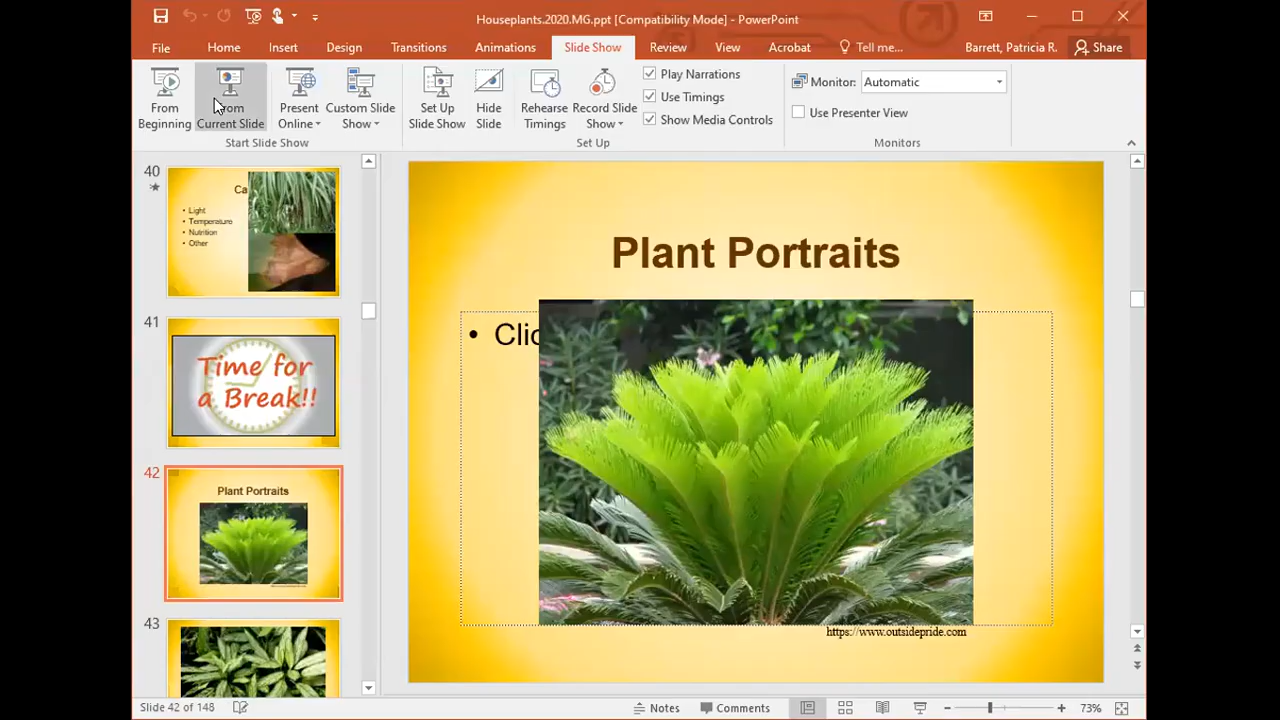 Houseplants.2020.MG.ppt [Compatibility Mode] - PowerPoint
File Home Insert Design Transitions Animations Slide Show Review View Acrobat Tell me... Barrett, Patricia R. Share
From Beginning
From Current Slide
Present Online
Custom Slide Show
Set Up Slide Show
Hide Slide
Rehearse Timings
Record Slide Show
Play Narrations
Use Timings
Show Media Controls
Monitor: Automatic
Use Presenter View
Start Slide Show
Set Up
Monitors
40
Ca
• Light
• Temperature
• Nutrition
• Other
41
Time for
a Break!!
42
Plant Portraits
43
Plant Portraits
• Clic
https://www.outsidepride.com
Slide 42 of 148
Notes
Comments
73%